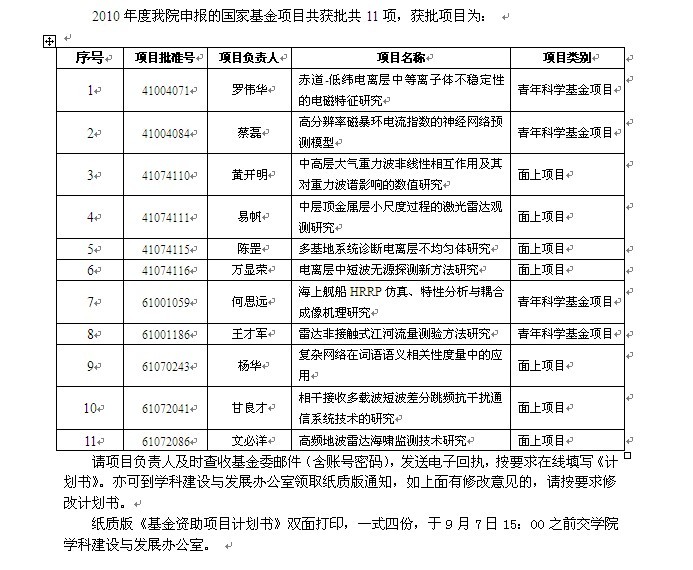 2010年度我院申报的国家基金项目共获批共11项，获批项目为：
序号 项目批准号 项目负责人 项目名称 项目类别
1 41004071 罗伟华 赤道-低纬电离层中等离子体不稳定性的电磁特征研究 青年科学基金项目
2 41004084 蔡磊 高分辨率磁暴环电流指数的神经网络预测模型 青年科学基金项目
3 41074110 黄开明 中高层大气重力波非线性相互作用及其对重力波谱影响的数值研究 面上项目
4 41074111 易帆 中层顶金属层小尺度过程的激光雷达观测研究 面上项目
5 41074115 陈罡 多基地系统诊断电离层不均匀体研究 面上项目
6 41074116 万显荣 电离层中短波无源探测新方法研究 面上项目
7 61001059 何思远 海上舰船HRRP仿真、特性分析与耦合成像机理研究 青年科学基金项目
8 61001186 王才军 雷达非接触式江河流量测验方法研究 青年科学基金项目
9 61070243 杨华 复杂网络在词语语义相关性度量中的应用 面上项目
10 61072041 甘良才 相干接收多载波短波差分跳频抗干扰通信系统技术的研究 面上项目
11 61072086 文必洋 高频地波雷达海啸监测技术研究 面上项目
请项目负责人及时查收基金委邮件（含账号密码），发送电子回执，按要求在线填写《计
划书》。亦可到学科建设与发展办公室领取纸质版通知，如上面有修改意见的，请按要求修
改计划书。
纸质版《基金资助项目计划书》双面打印，一式四份，于9月7日15：00之前交学院
学科建设与发展办公室。